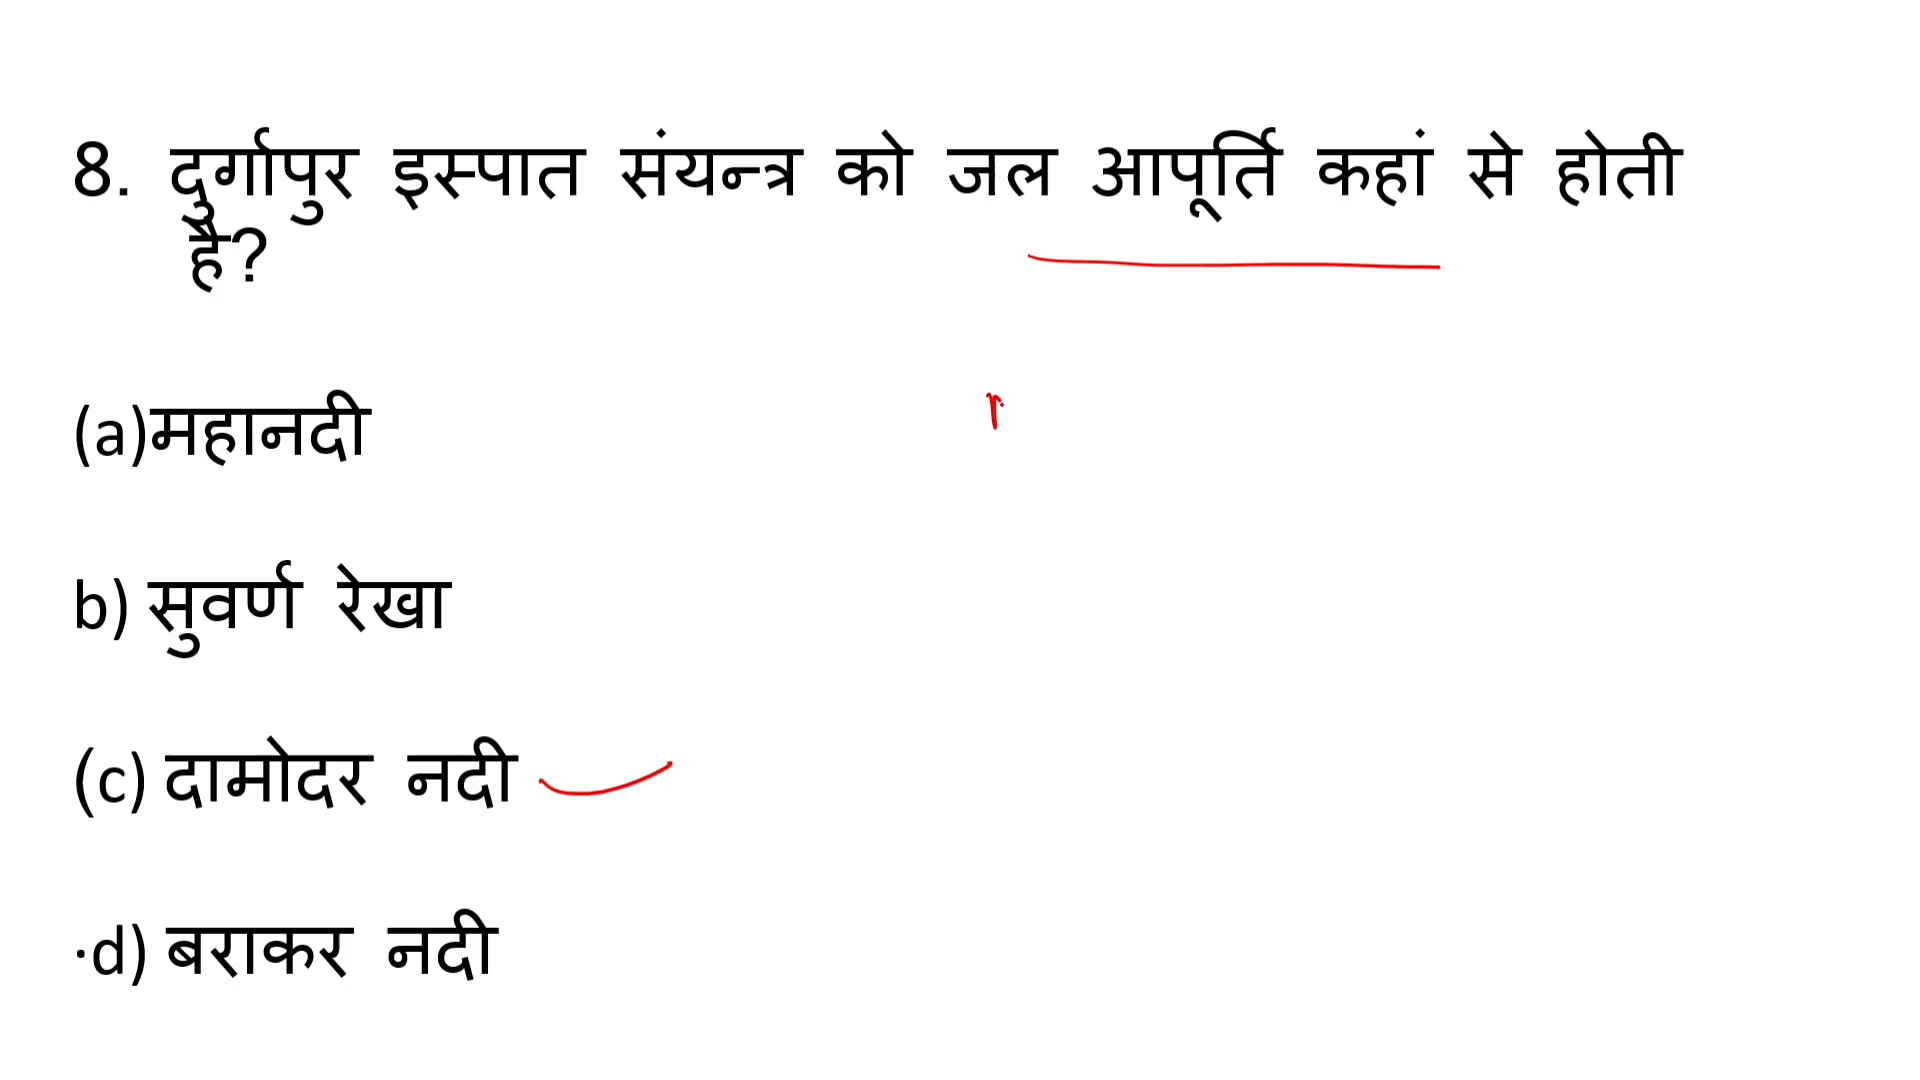 8. दुर्गापुर इस्पात संयन्त्र को जल आपूर्ति कहां से होती
है?
(a)महानदी
b) सुवर्ण रेखा
(c) दामोदर नदी
·d) बराकर नदी